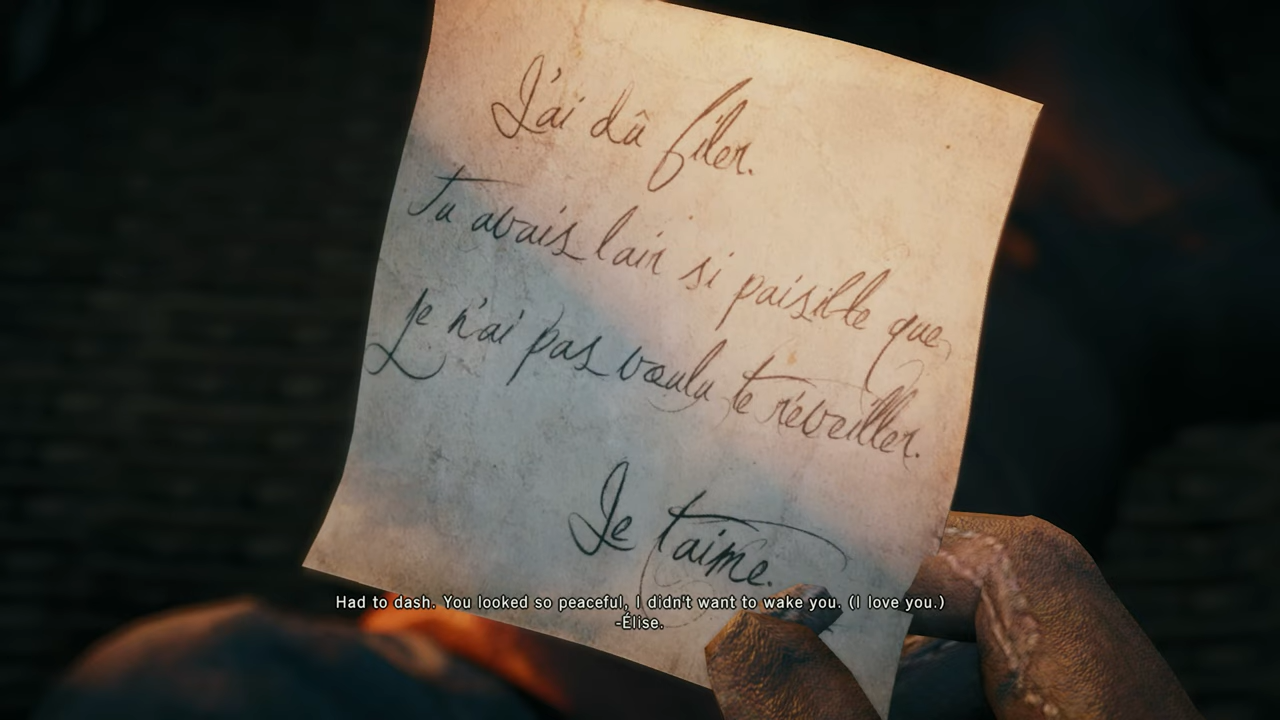 J'ai dû filer.
Tu avais lair si paisible que
je n'ai pas voulu te réveiller.
Je taime.
Had to dash. You looked so peaceful, I didn't want to wake you. (I love you.)
-Élise.